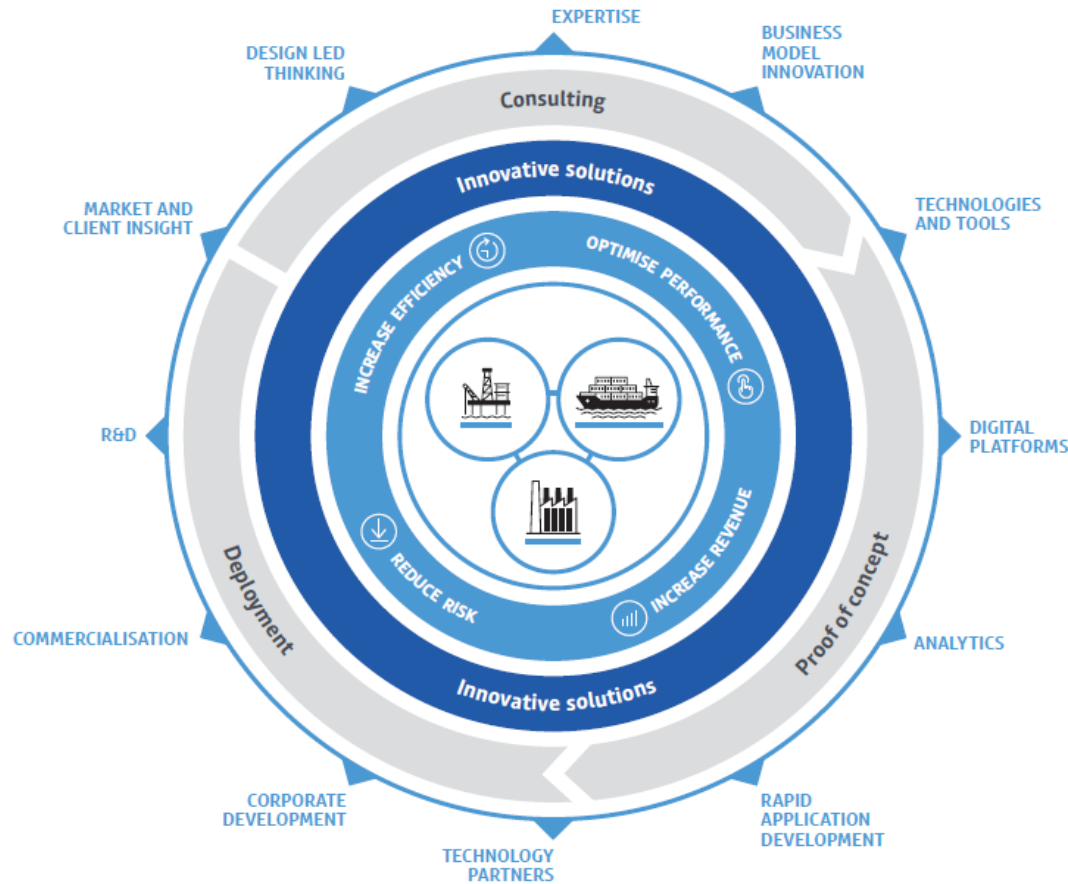 EXPERTISE
BUSINESS
MODEL
INNOVATION
TECHNOLOGIES
AND TOOLS
DIGITAL
PLATFORMS
ANALYTICS
RAPID
APPLICATION
DEVELOPMENT
TECHNOLOGY
PARTNERS
CORPORATE
DEVELOPMENT
COMMERCIALISATION
R&D
MARKET AND
CLIENT INSIGHT
DESIGN LED
THINKING
Consulting
Proof of concept
Deployment
Innovative solutions
Innovative solutions
INCREASE EFFICIENCY
OPTIMISE PERFORMANCE
INCREASE REVENUE
REDUCE RISK